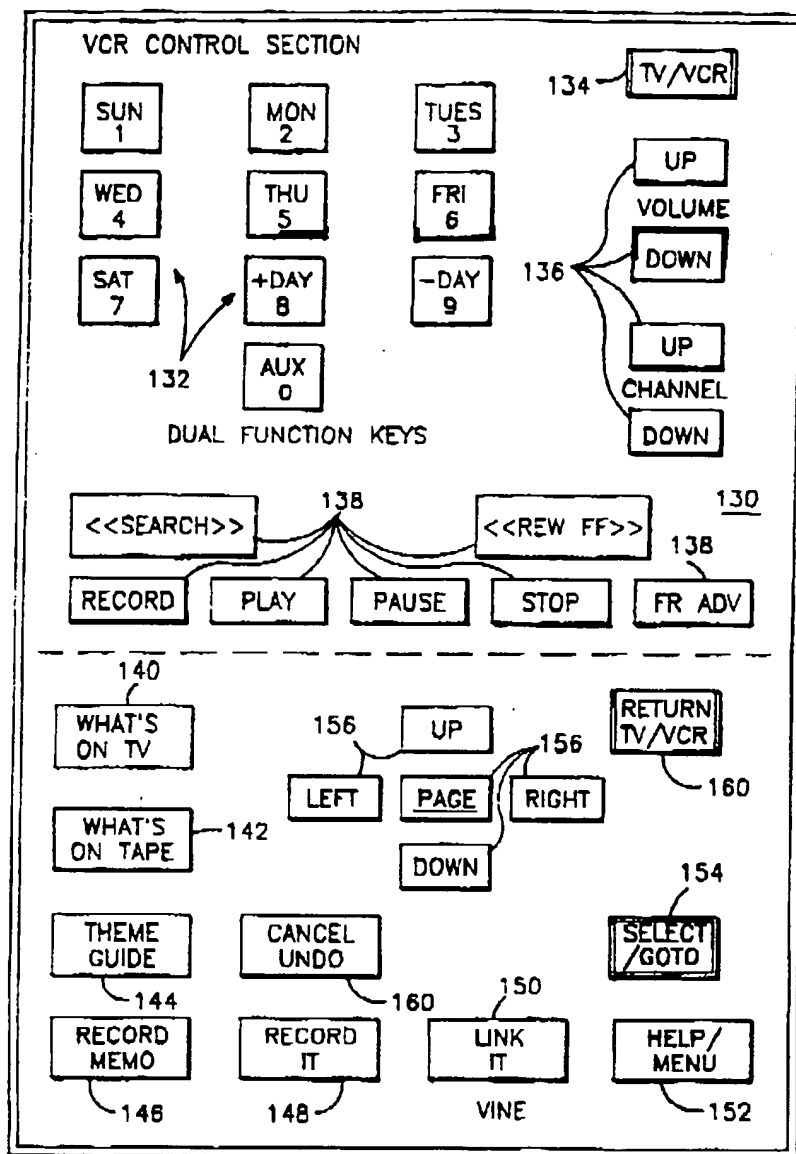 VCR CONTROL SECTION
134 TV/VCR
SUN
1
MON
2
TUES
3
UP
WED
4
THU
5
FRI
6
VOLUME
DOWN
136
SAT
7
+DAY
8
-DAY
9
UP
132
AUX
0
CHANNEL
DOWN
DUAL FUNCTION KEYS
138
130
<<SEARCH>>
<<REW FF>>
138
RECORD PLAY PAUSE STOP FR ADV
140
WHAT'S
ON TV
156
UP
156
RETURN
TV/VCR
160
LEFT PAGE RIGHT
WHAT'S
ON TAPE
142
DOWN
154
THEME
GUIDE
144
CANCEL
UNDO
160
SELECT
/GOTO
150
RECORD
MEMO
146
RECORD
IT
148
LINK
IT
VINE
HELP/
MENU
152